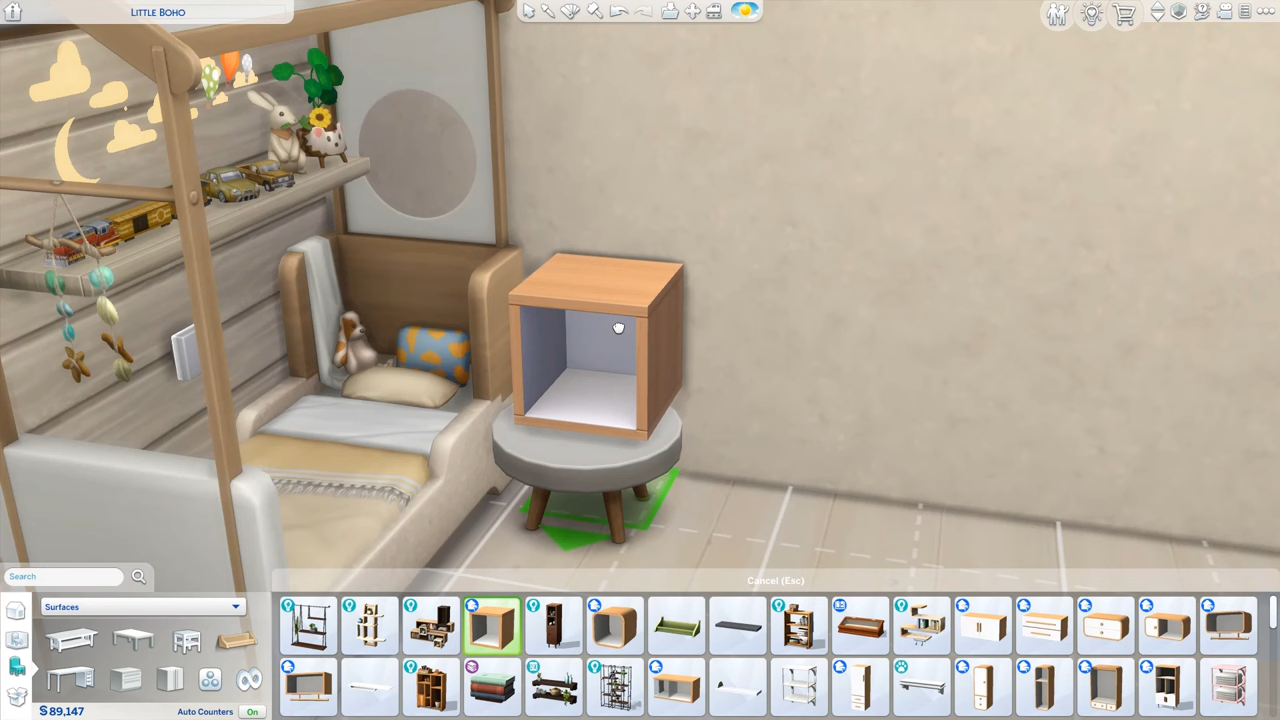 LITTLE BOHO
Cancel (Esc)
Search
Surfaces
§89,147
Auto Counters
On